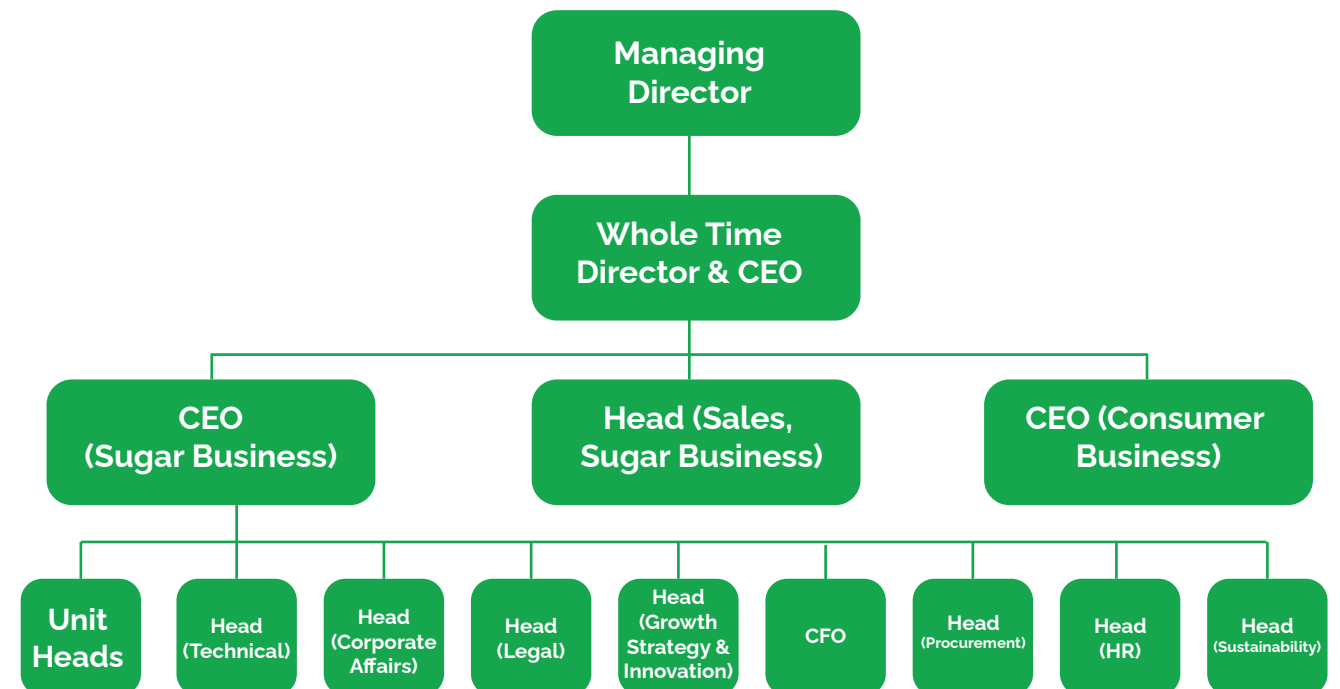 Managing
Director
Whole Time
Director & CEO
CEO
(Sugar Business)
Head (Sales,
Sugar Business)
CEO (Consumer
Business)
Unit
Heads
Head
(Technical)
Head
(Corporate
Affairs)
Head
(Legal)
Head
(Growth
Strategy &
Innovation)
CFO
Head
(Procurement)
Head
(HR)
Head
(Sustainability)